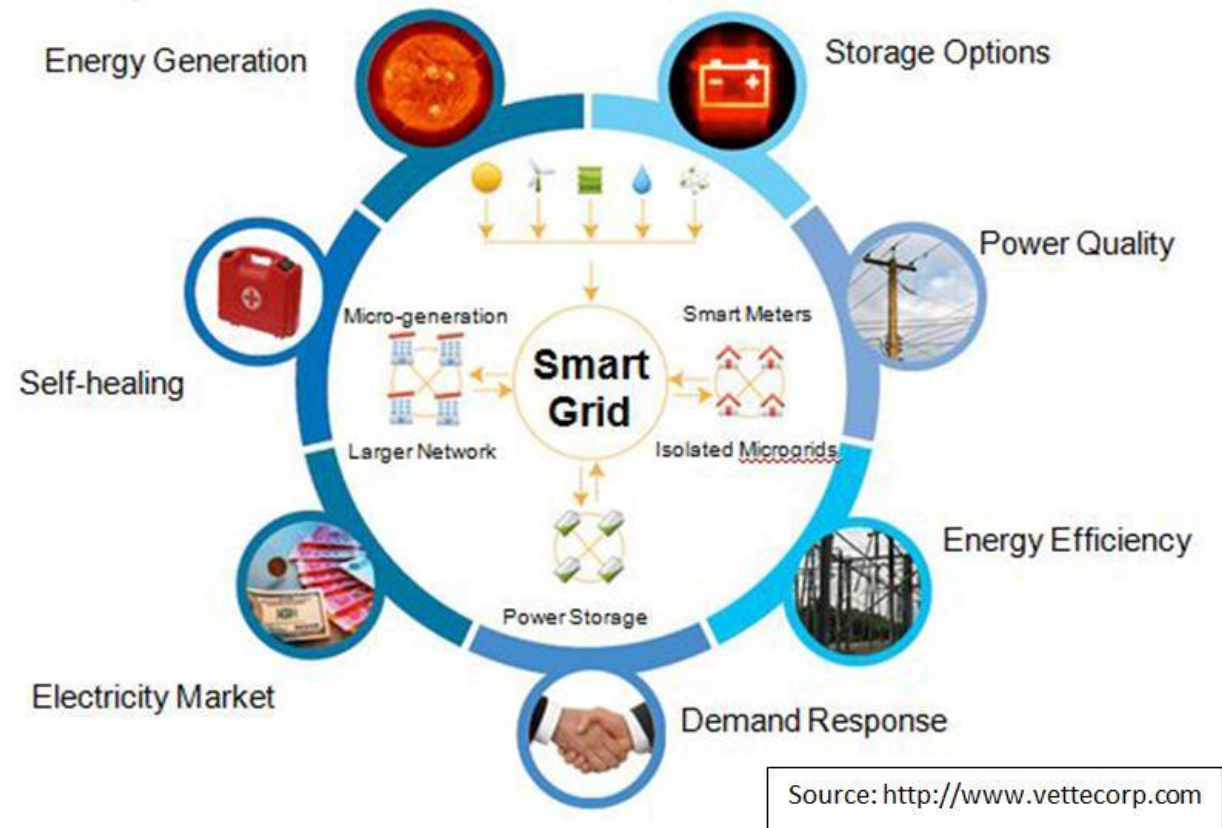 Energy Generation
Storage Options
Power Quality
Self-healing
Micro-generation
Smart Meters
Smart
Grid
Larger Network
Isolated Microgrids
Energy Efficiency
Power Storage
Electricity Market
Demand Response
Source: http://www.vettecorp.com